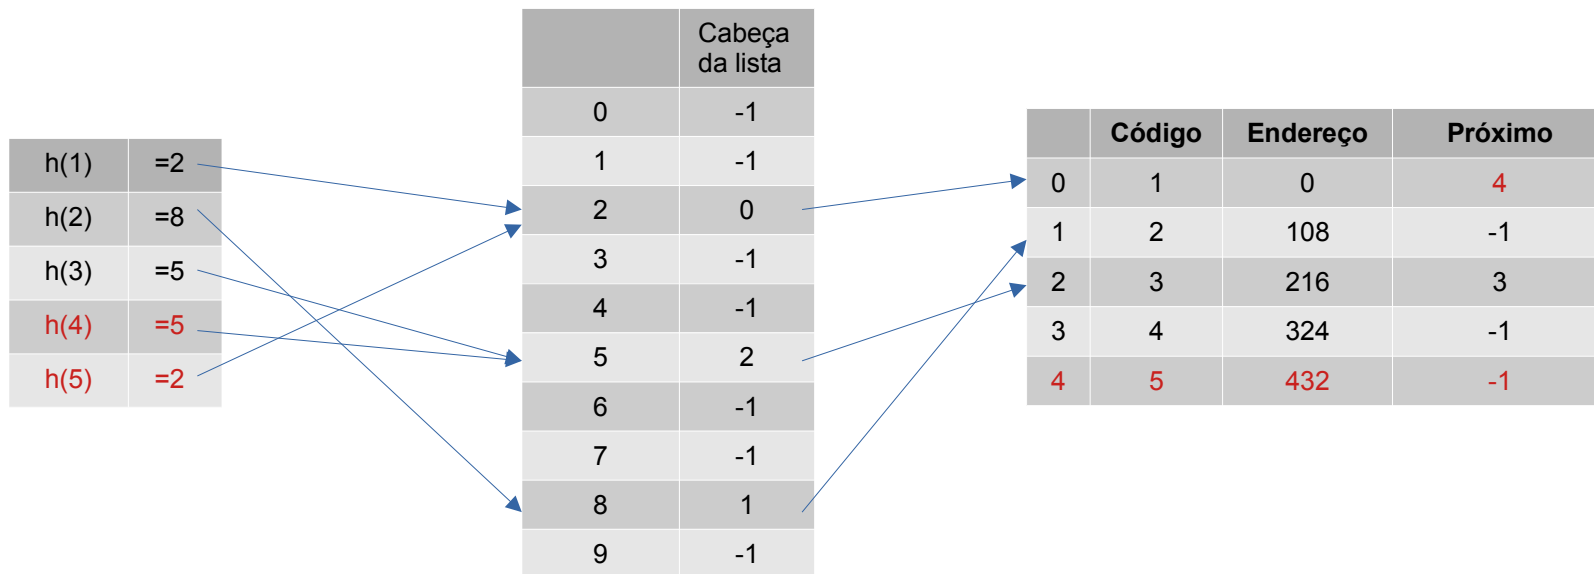 h(1) =2
h(2) =8
h(3) =5
h(4) =5
h(5) =2
Cabeça
da lista
0 -1
1 -1
2 0
3 -1
4 -1
5 2
6 -1
7 -1
8 1
9 -1
Código Endereço Próximo
0 1 0 4
1 2 108 -1
2 3 216 3
3 4 324 -1
4 5 432 -1